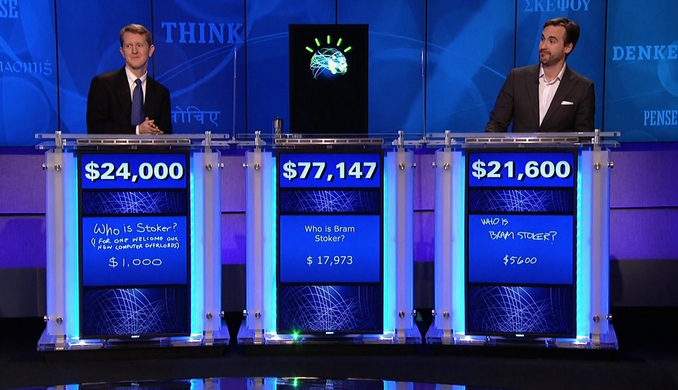 ΣΚΕΨΟΥ
THINK
DENKE
PENSE
$24,000
$77,147
$21,600
Who is Stoker?
(I FOR ONE WELCOME OUR
NEW COMPUTER OVERLORDS)
$1,000
Who is Bram
Stoker?
$ 17,973
WHO IS
BRAM STOKER?
$5600